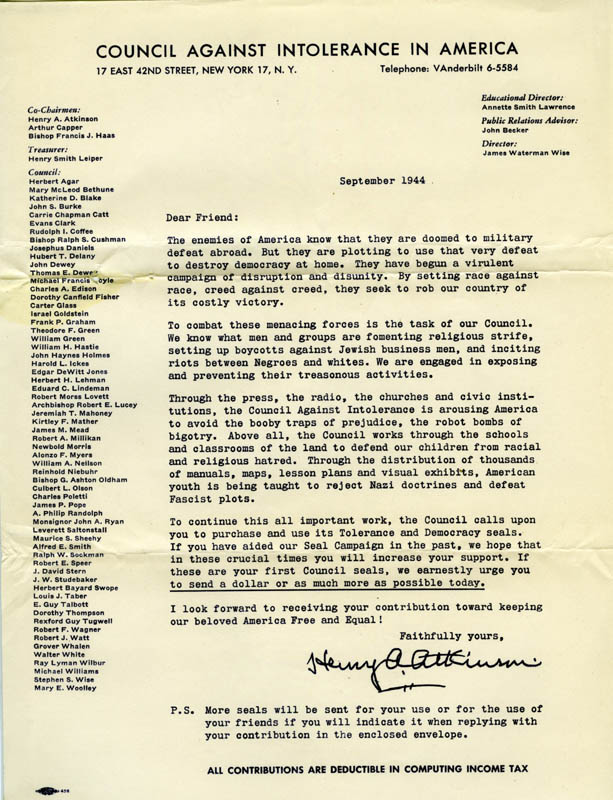 COUNCIL AGAINST INTOLERANCE IN AMERICA
17 EAST 42ND STREET, NEW YORK 17, N. Y.
Telephone: VAnderbilt 6-5584
Educational Director:
Annette Smith Lawrence
Public Relations Advisor:
John Becker
Director:
James Waterman Wise
Co-Chairmen:
Henry A. Atkinson
Arthur Capper
Bishop Francis J. Haas
Treasurer:
Henry Smith Leiper
Council:
Herbert Agar
Mary McLeod Bethune
Katherine D. Blake
John S. Burke
Carrie Chapman Catt
Evans Clark
Rudolph I. Coffee
Bishop Ralph S. Cushman
Josephus Daniels
Hubert T. Delany
John Dewey
Thomas E. Dewey
Michael Francis oyle
Charles A. Edison
Dorothy Canfield Fisher
Carter Glass
Israel Goldstein
Frank P. Graham
Theodore F. Green
William Green
William H. Hastie
John Haynes Holmes
Harold L. Ickes
Edgar DeWitt Jones
Herbert H. Lehman
Eduard C. Lindeman
Robert Morss Lovett
Archbishop Robert E. Lucey
Jeremiah T. Mahoney
Kirtley F. Mather
James M. Mead
Robert A. Millikan
Newbold Morris
Alonzo F. Myers
William A. Neilson
Reinhold Niebuhr
Bishop G. Ashton Oldham
Culbert L. Olson
Charles Poletti
James P. Pope
A. Philip Randolph
Monsignor John A. Ryan
Leverett Saltonstall
Maurice S. Sheehy
Alfred E. Smith
Ralph W. Sockman
Robert E. Speer
J. David Stern
J. W. Studebaker
Herbert Bayard Swope
Louis J. Taber
E. Guy Talbott
Dorothy Thompson
Rexford Guy Tugwell
Robert F. Wagner
Robert J. Watt
Grover Whalen
Walter White
Ray Lyman Wilbur
Michael Williams
Stephen S. Wise
Mary E. Woolley
September 1944
Dear Friend:
The enemies of America know that they are doomed to military
defeat abroad. But they are plotting to use that very defeat
to destroy democracy at home. They have begun a virulent
campaign of disruption and disunity. By setting race against
race, creed against creed, they seek to rob our country of
its costly victory.
To combat these menacing forces is the task of our Council.
We know what men and groups are fomenting religious strife,
setting up boycotts against Jewish business men, and inciting
riots between Negroes and whites. We are engaged in exposing
and preventing their treasonous activities.
Through the press, the radio, the churches and civic insti-
tutions, the Council Against Intolerance is arousing America
to avoid the booby traps of prejudice, the robot bombs of
bigotry. Above all, the Council works through the schools
and classrooms of the land to defend our children from racial
and religious hatred. Through the distribution of thousands
of manuals, maps, lesson plans and visual exhibits, American
youth is being taught to reject Nazi doctrines and defeat
Fascist plots.
To continue this all important work, the Council calls upon
you to purchase and use its Tolerance and Democracy seals.
If you have aided our Seal Campaign in the past, we hope that
in these crucial times you will increase your support. If
these are your first Council seals, we earnestly urge you
to send a dollar or as much more as possible today.
I look forward to receiving your contribution toward keeping
our beloved America Free and Equal!
Faithfully yours,
Henry A. Atkinson
P.S. More seals will be sent for your use or for the use of
your friends if you will indicate it when replying with
your contribution in the enclosed envelope.
ALL CONTRIBUTIONS ARE DEDUCTIBLE IN COMPUTING INCOME TAX